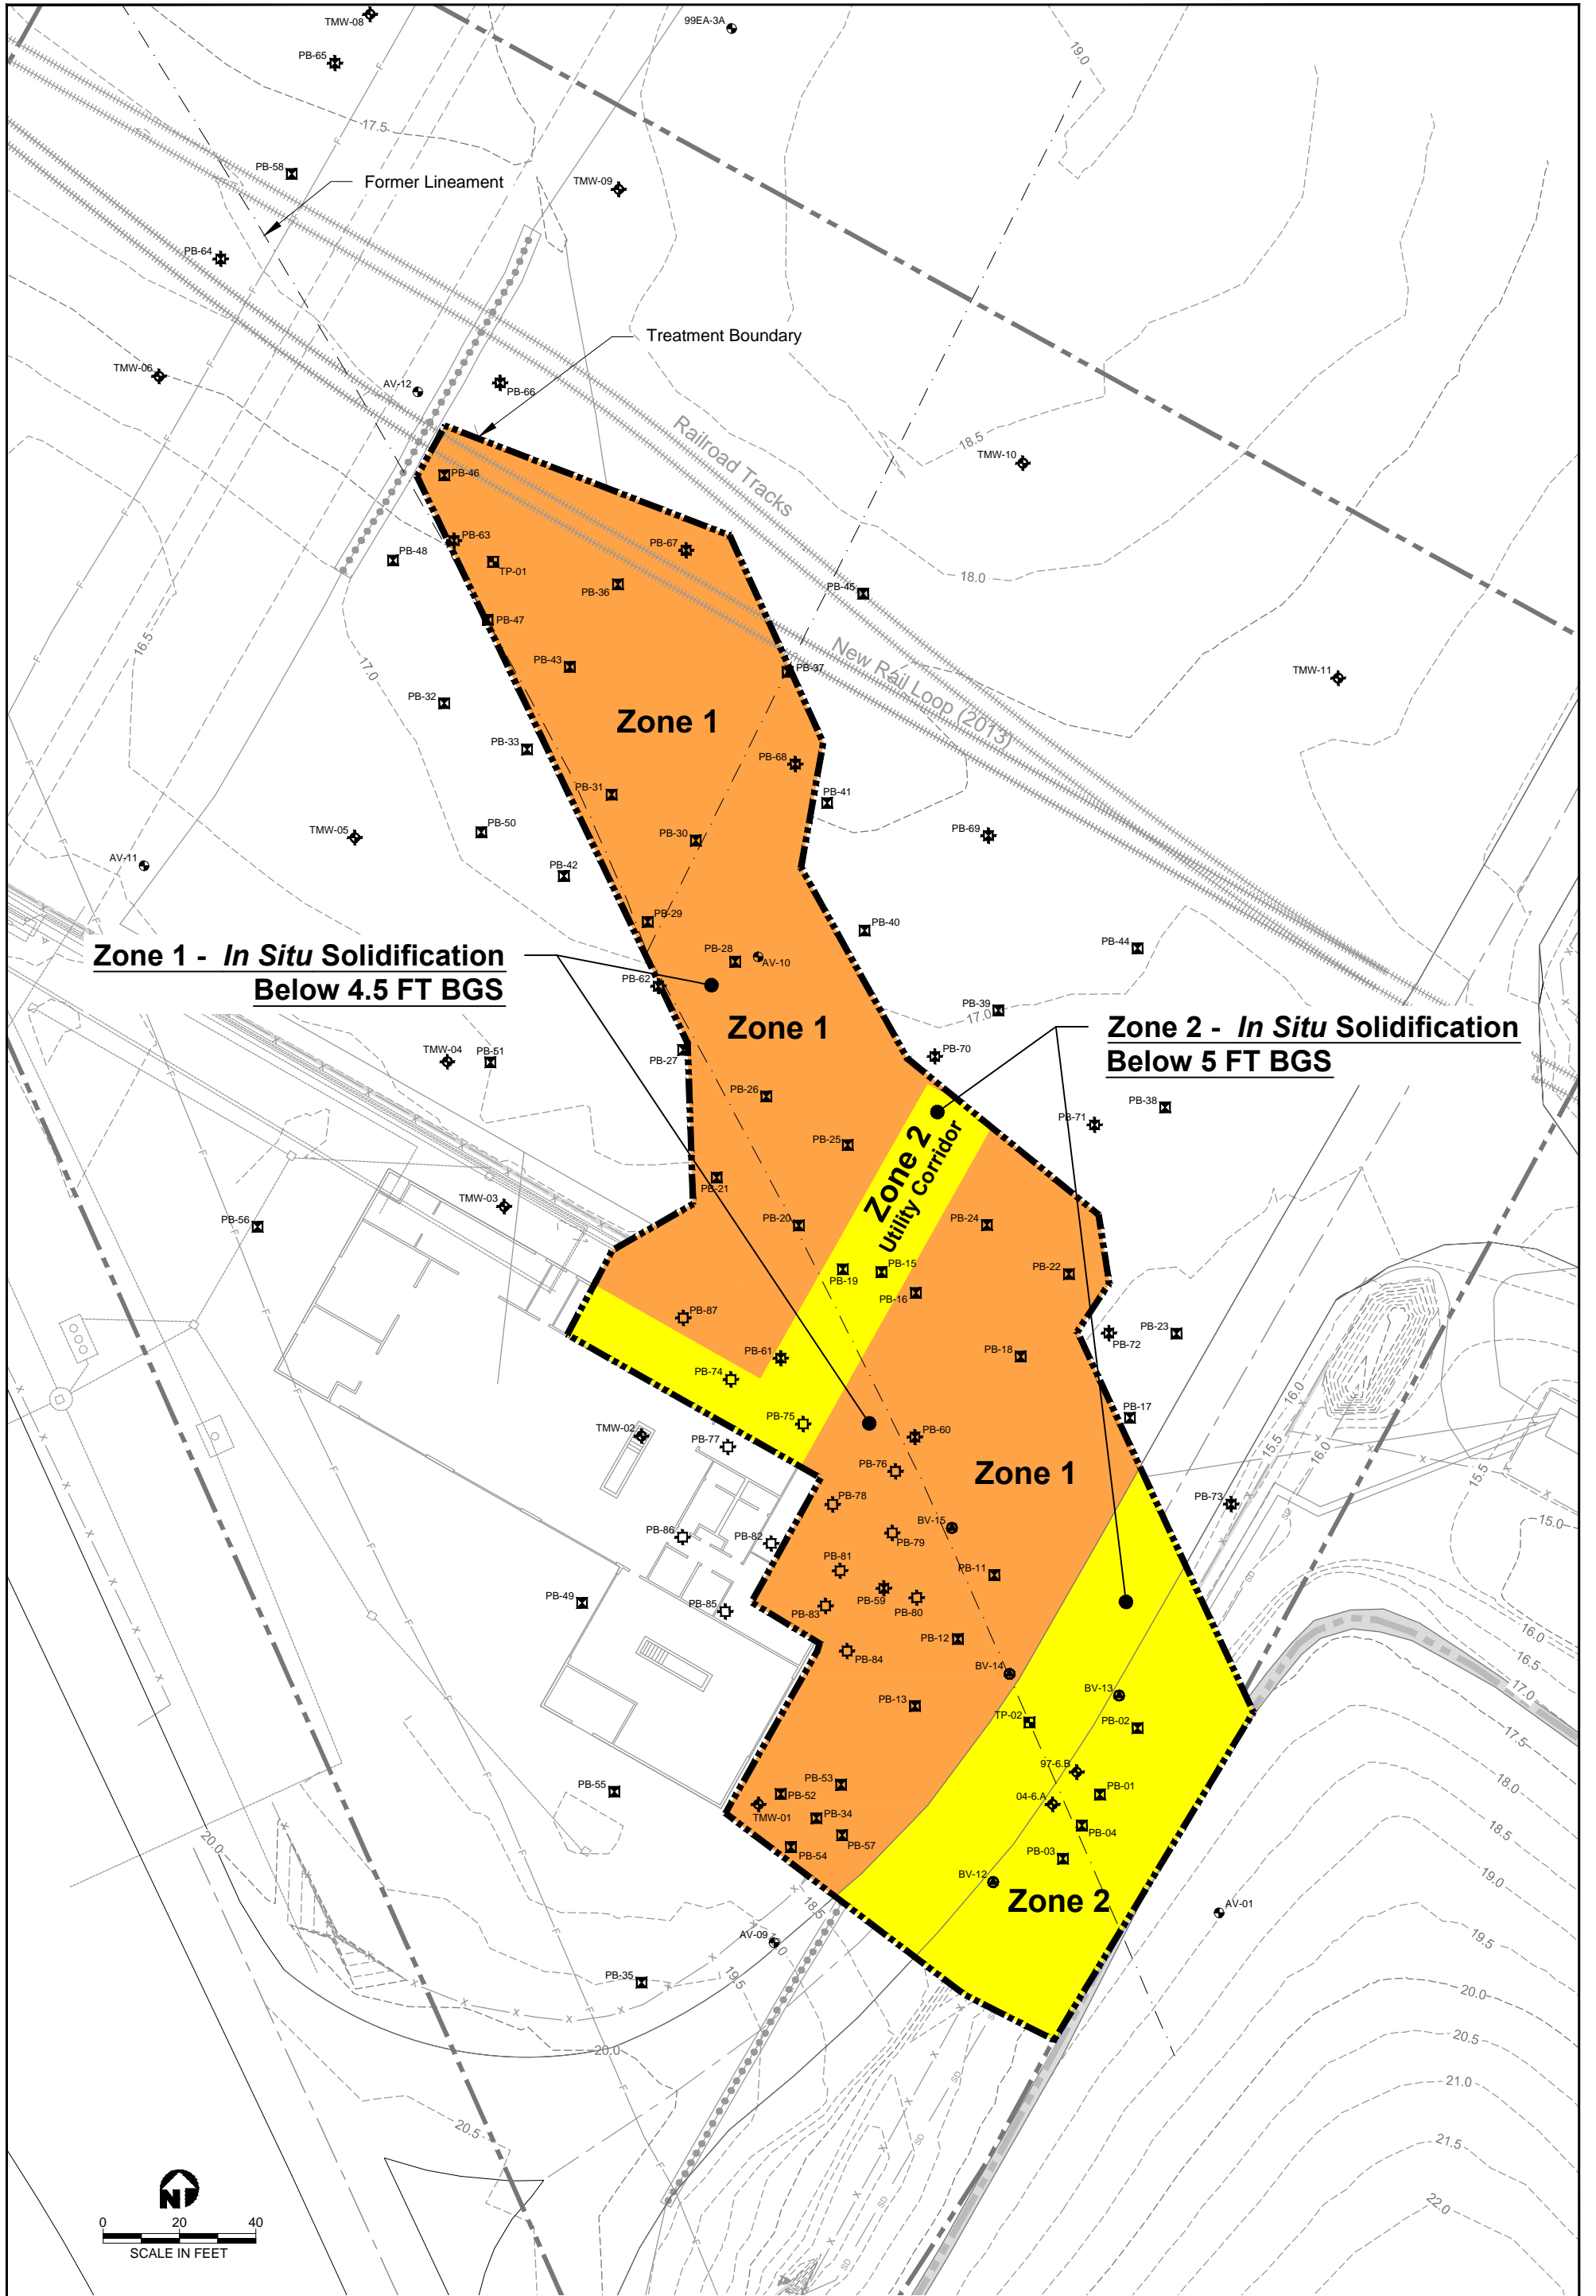 TMW-08
99EA-3A
PB-65
19.0
17.5
PB-58
Former Lineament
TMW-09
PB-64
Treatment Boundary
TMW-06
AV-12
PB-66
Railroad Tracks
18.5
TMW-10
PB-46
PB-63
PB-48
TP-01
PB-67
PB-36
18.0
PB-45
PB-47
16.5
PB-43
17.0
PB-37
New Rail Loop (2013)
TMW-11
PB-32
Zone 1
PB-33
PB-68
PB-31
PB-41
PB-50
TMW-05
PB-30
PB-69
AV-11
PB-42
PB-29
PB-40
PB-44
Zone 1 - In Situ Solidification
Below 4.5 FT BGS
PB-28
AV-10
PB-62
PB-39
17.0
Zone 1
Zone 2 - In Situ Solidification
Below 5 FT BGS
TMW-04
PB-51
PB-27
PB-70
PB-26
PB-38
PB-71
PB-25
Zone 2
Utility Corridor
PB-21
TMW-03
PB-56
PB-20
PB-24
PB-19
PB-15
PB-22
PB-16
PB-87
PB-72
PB-23
PB-61
PB-18
PB-74
16.0
PB-75
PB-17
TMW-02
PB-77
PB-60
15.5
16.0
PB-76
Zone 1
15.5
PB-78
PB-73
15.0
BV-15
PB-86
PB-82
PB-79
SD
PB-81
PB-11
SD
PB-59
PB-80
PB-49
PB-85
PB-83
16.0
PB-12
PB-84
16.5
BV-14
17.0
BV-13
PB-13
TP-02
PB-02
17.5
97-6.B
18.0
PB-53
PB-55
PB-52
PB-01
04-6.A
TMW-01
PB-34
PB-04
18.5
20.0
PB-57
PB-54
PB-03
19.0
BV-12
Zone 2
18.5
AV-01
AV-09
19.0
19.5
19.5
PB-35
20.0
20.0
20.5
SD
21.0
20.5
SD
21.5
SD
22.0
SD
N
0 20 40
SCALE IN FEET